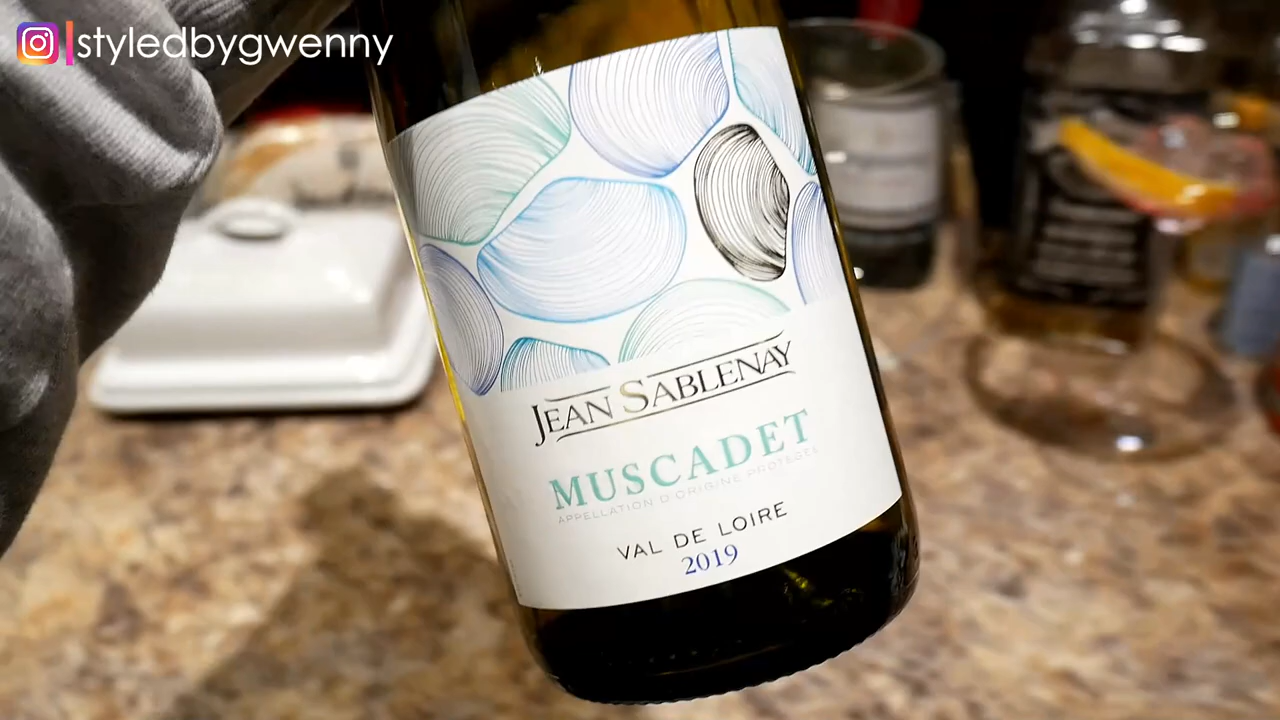 styledbygwenny
JEAN SABLENAY
MUSCADET
APPELLATION D'ORIGINE PROTÉGÉE
VAL DE LOIRE
2019